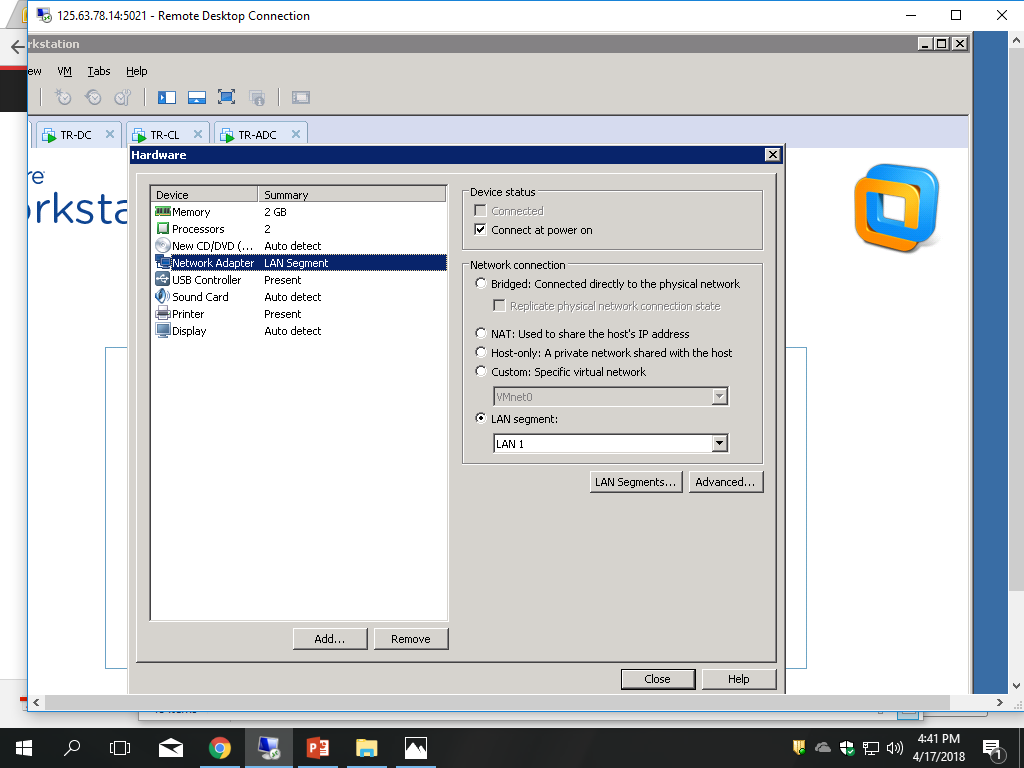 125.63.78.14:5021 - Remote Desktop Connection
rkstation
ew VM Tabs Help
TR-DC TR-CL TR-ADC
re
rksta
Hardware
Device Summary
Memory 2 GB
Processors 2
New CD/DVD (... Auto detect
Network Adapter LAN Segment
USB Controller Present
Sound Card Auto detect
Printer Present
Display Auto detect
Add... Remove
Device status
Connected
Connect at power on
Network connection
Bridged: Connected directly to the physical network
Replicate physical network connection state
NAT: Used to share the host's IP address
Host-only: A private network shared with the host
Custom: Specific virtual network
VMnet0
LAN segment:
LAN 1
LAN Segments... Advanced...
Close Help
4:41 PM
4/17/2018
1